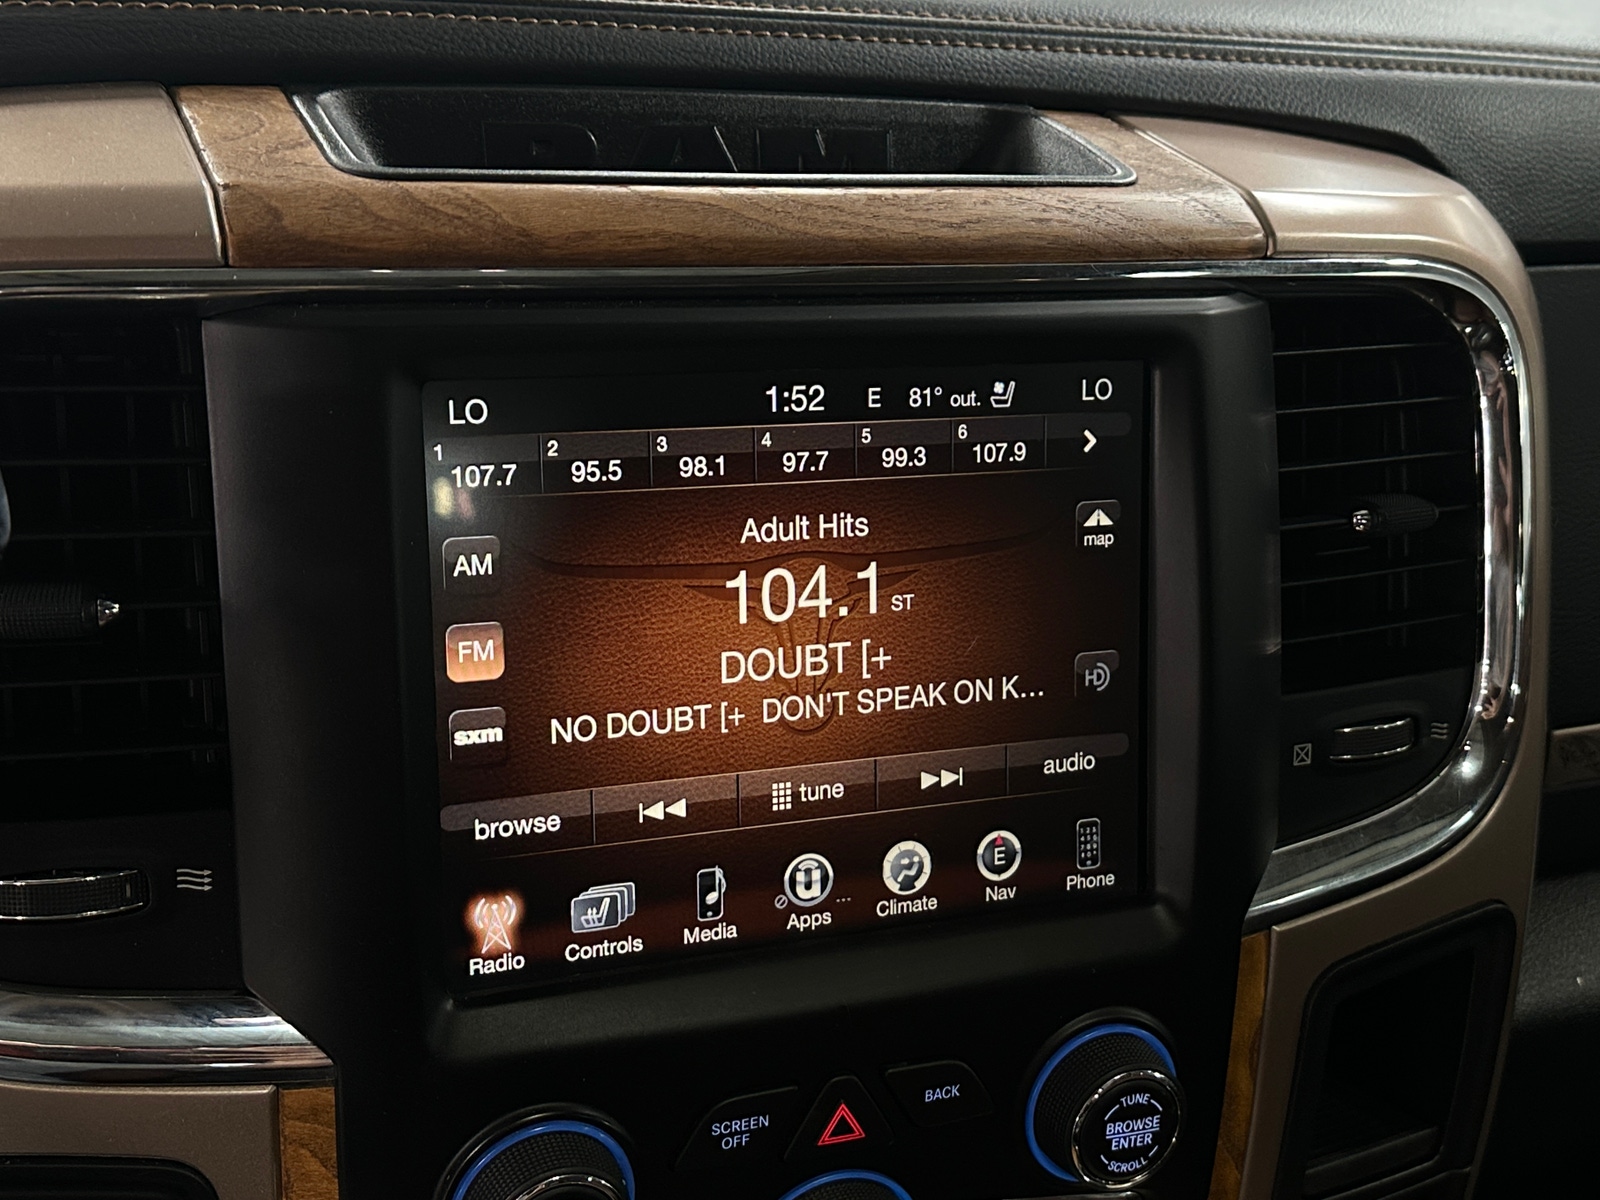 RAM
LO 1:52 E 81° out. LO
1 107.7 2 95.5 3 98.1 4 97.7 5 99.3 6 107.9
Adult Hits
map
AM
104.1 ST
FM
DOUBT [+
HD
NO DOUBT [+ DON'T SPEAK ON K...
sxm
browse tune audio
Radio Controls Media Apps ... Climate E Nav Phone
SCREEN OFF
BACK
TUNE
BROWSE
ENTER
SCROLL